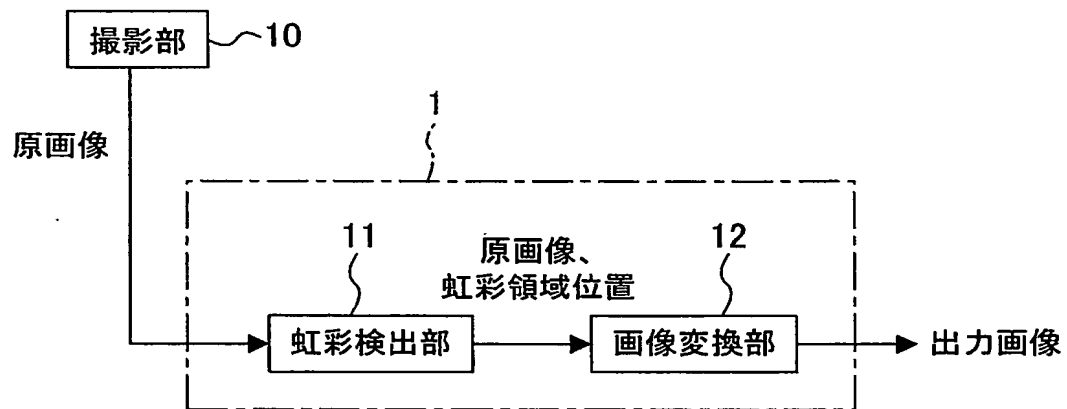 撮影部
10
原画像
1
11
原画像、
虹彩領域位置
12
虹彩検出部
画像変換部
出力画像